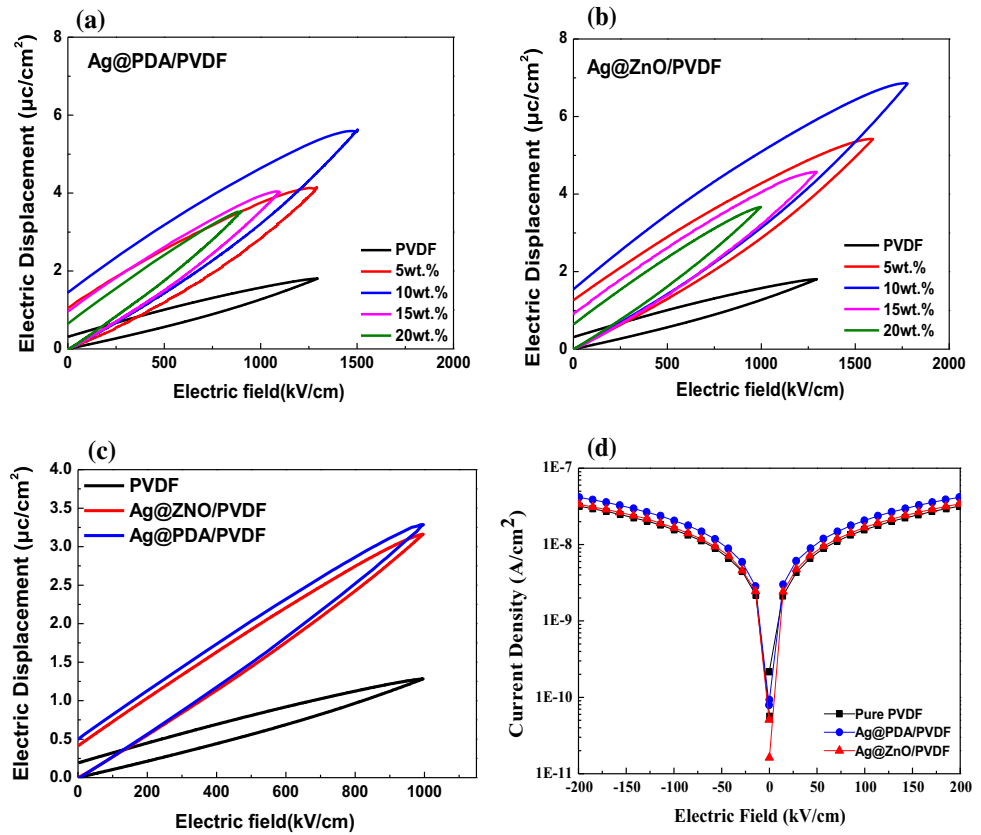 (a)
Electric Displacement (μc/cm²)
8
6
4
2
0
Ag@PDA/PVDF
PVDF
5wt.%
10wt.%
15wt.%
20wt.%
0 500 1000 1500 2000
Electric field(kV/cm)
(b)
Electric Displacement (μc/cm²)
8
6
4
2
0
Ag@ZnO/PVDF
PVDF
5wt.%
10wt.%
15wt.%
20wt.%
0 500 1000 1500 2000
Electric field(kV/cm)
(c)
Electric Displacement (μc/cm²)
4.0
3.5
3.0
2.5
2.0
1.5
1.0
0.5
0.0
PVDF
Ag@ZNO/PVDF
Ag@PDA/PVDF
0 200 400 600 800 1000
Electric field(kV/cm)
(d)
Current Density (A/cm²)
1E-7
1E-8
1E-9
1E-10
1E-11
Pure PVDF
Ag@PDA/PVDF
Ag@ZnO/PVDF
-200 -150 -100 -50 0 50 100 150 200
Electric Field (kV/cm)